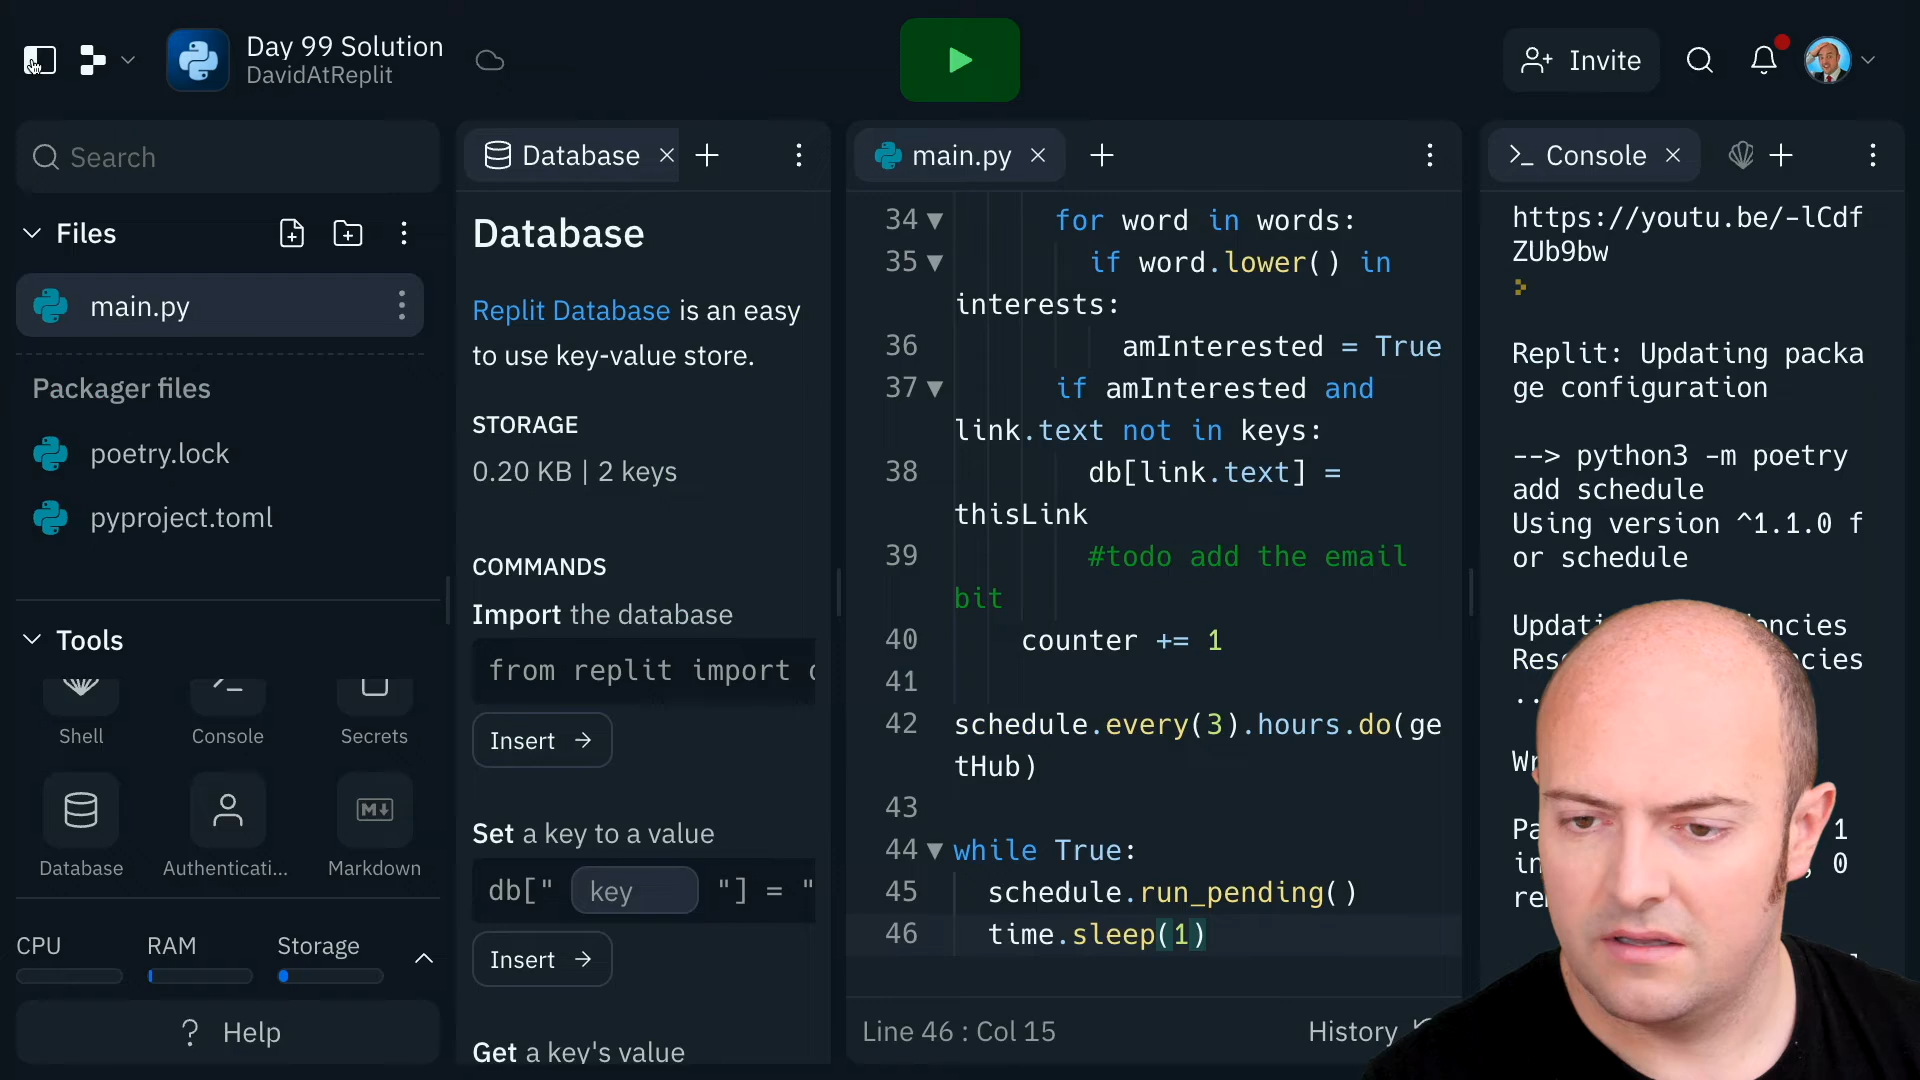 Day 99 Solution
DavidAtReplit
Invite
Search
Files
main.py
Packager files
poetry.lock
pyproject.toml
Tools
Shell
Console
Secrets
Database
Authenticati...
Markdown
CPU
RAM
Storage
Help
Database
Database
Replit Database is an easy
to use key-value store.
STORAGE
0.20 KB | 2 keys
COMMANDS
Import the database
from replit import
Insert →
Set a key to a value
db[" key "] = "
Insert →
Get a key's value
main.py
34 for word in words:
35 if word.lower() in
interests:
36 amInterested = True
37 if amInterested and
link.text not in keys:
38 db[link.text] =
thisLink
39 #todo add the email
bit
40 counter += 1
41
42 schedule.every(3).hours.do(ge
tHub)
43
44 while True:
45 schedule.run_pending()
46 time.sleep(1)
Line 46 : Col 15
History
Console
https://youtu.be/-lCdf
ZUb9bw
Replit: Updating packa
ge configuration
--> python3 -m poetry
add schedule
Using version ^1.1.0 f
or schedule